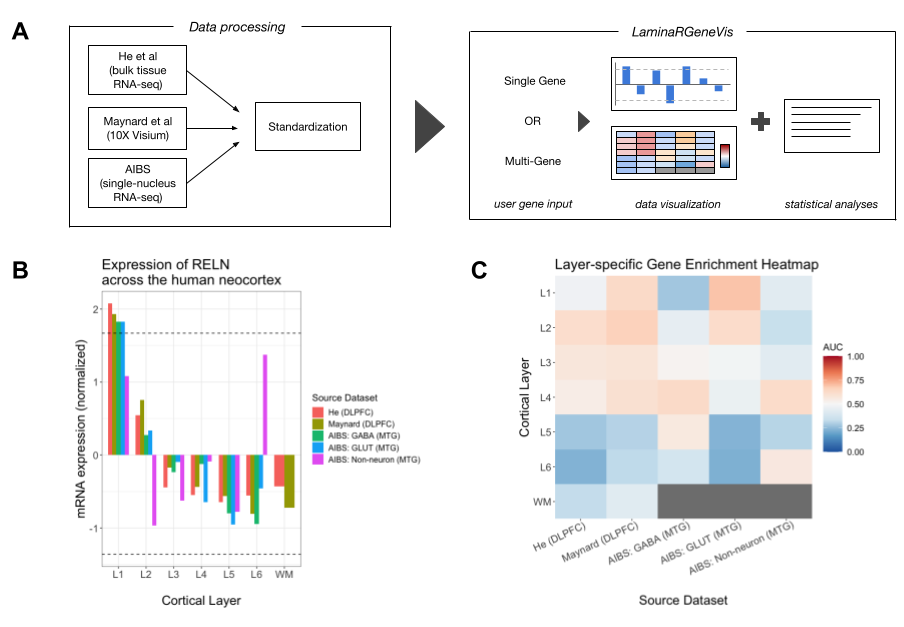 A
Data processing
He et al
(bulk tissue
RNA-seq)
Maynard et al
(10X Visium)
AIBS
(single-nucleus
RNA-seq)
Standardization
LaminaRGeneVis
Single Gene
OR
Multi-Gene
user gene input
data visualization
statistical analyses
B
Expression of RELN
across the human neocortex
mRNA expression (normalized)
2
1
0
-1
L1 L2 L3 L4 L5 L6 WM
Cortical Layer
Source Dataset
He (DLPFC)
Maynard (DLPFC)
AIBS: GABA (MTG)
AIBS: GLUT (MTG)
AIBS: Non-neuron (MTG)
C
Layer-specific Gene Enrichment Heatmap
Cortical Layer
L1
L2
L3
L4
L5
L6
WM
He (DLPFC)
Maynard (DLPFC)
AIBS: GABA (MTG)
AIBS: GLUT (MTG)
AIBS: Non-neuron (MTG)
Source Dataset
AUC
1.00
0.75
0.50
0.25
0.00